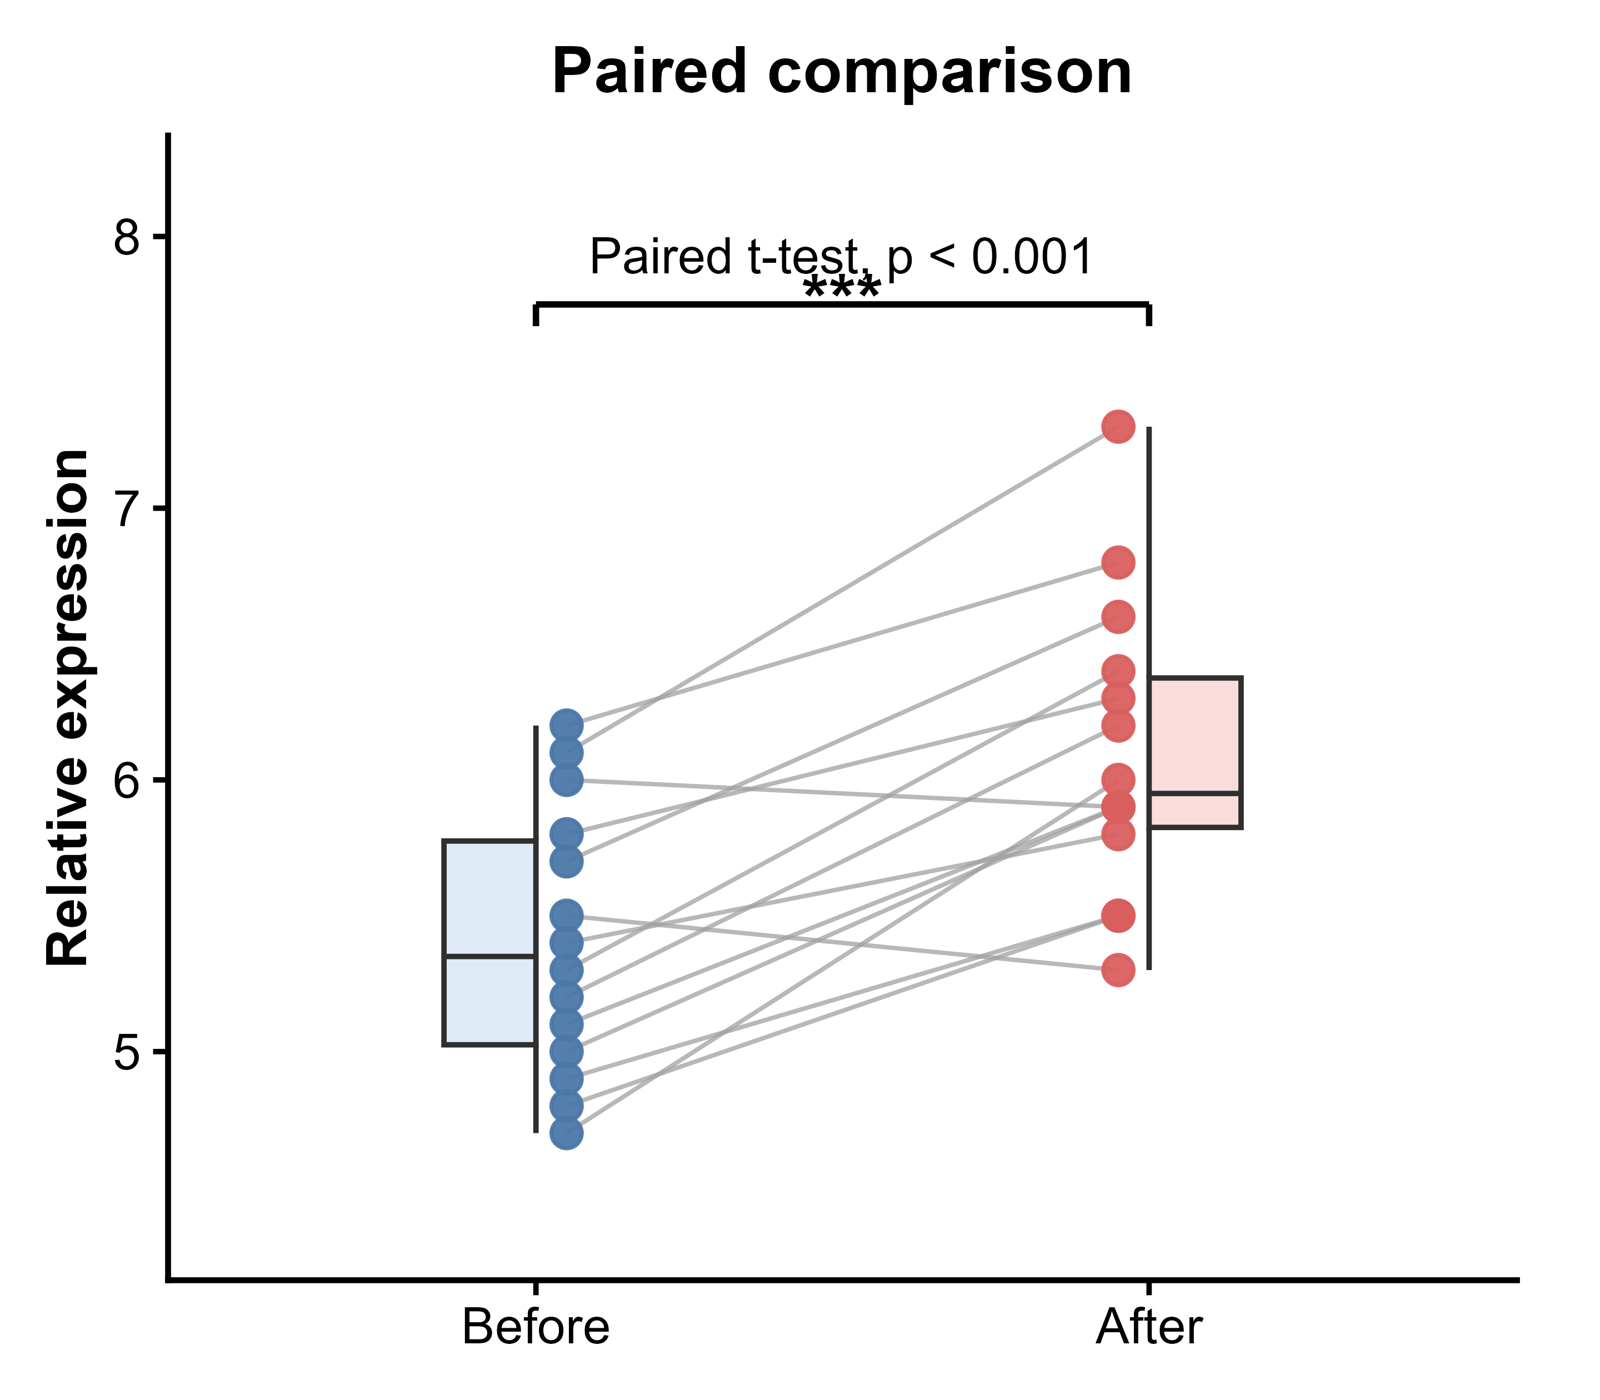 Paired comparison
Relative expression
8
7
6
5
Paired t-test, p < 0.001
***
Before
After